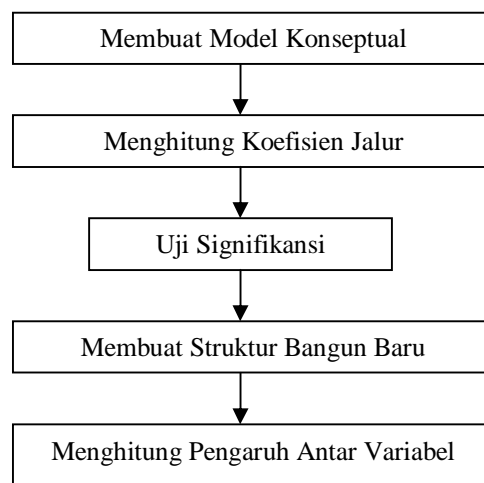 Membuat Model Konseptual
Menghitung Koefisien Jalur
Uji Signifikansi
Membuat Struktur Bangun Baru
Menghitung Pengaruh Antar Variabel